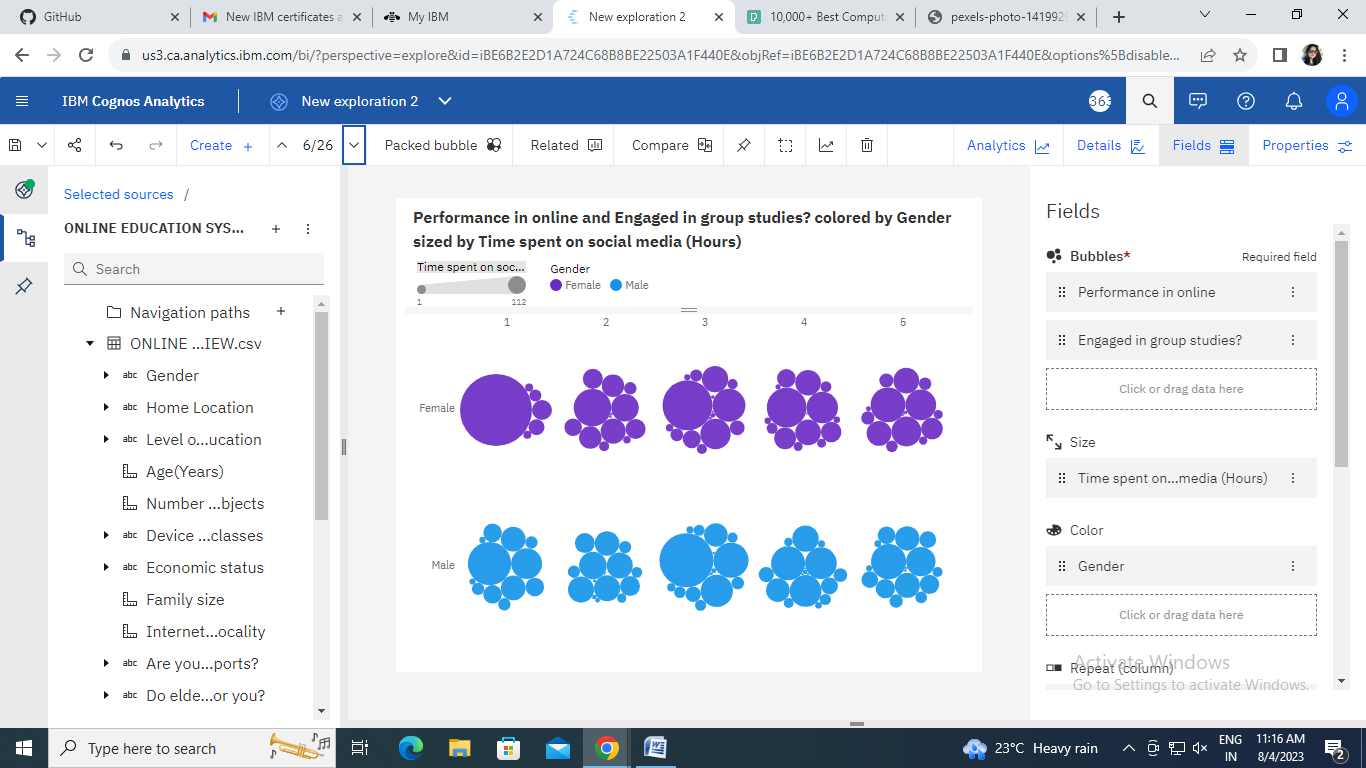 GitHub
New IBM certificates a
My IBM
New exploration 2
10,000+ Best Comput
pexels-photo-1419925
us3.ca.analytics.ibm.com/bi/?perspective=explore&id=iBE6B2E2D1A724C68B8BE22503A1F440E&objRef=iBE6B2E2D1A724C68B8BE22503A1F440E&options%5Bdisable...
IBM Cognos Analytics
New exploration 2
363
Create +
6/26
Packed bubble
Related
Compare
Analytics
Details
Fields
Properties
Selected sources /
ONLINE EDUCATION SYS...
Search
Navigation paths
ONLINE ...IEW.csv
abc Gender
abc Home Location
abc Level o...ucation
Age(Years)
Number ...bjects
abc Device ...classes
abc Economic status
Family size
Internet...ocality
abc Are you...ports?
abc Do elde...or you?
Performance in online and Engaged in group studies? colored by Gender
sized by Time spent on social media (Hours)
Time spent on soc...
1 112
Gender
Female Male
1 2 3 4 5
Female
Male
Fields
Bubbles* Required field
Performance in online
Engaged in group studies?
Click or drag data here
Size
Time spent on...media (Hours)
Color
Gender
Click or drag data here
Repeat (column)
Activate Windows
Go to Settings to activate Windows.
Type here to search
23°C Heavy rain
ENG
IN
11:16 AM
8/4/2023
2